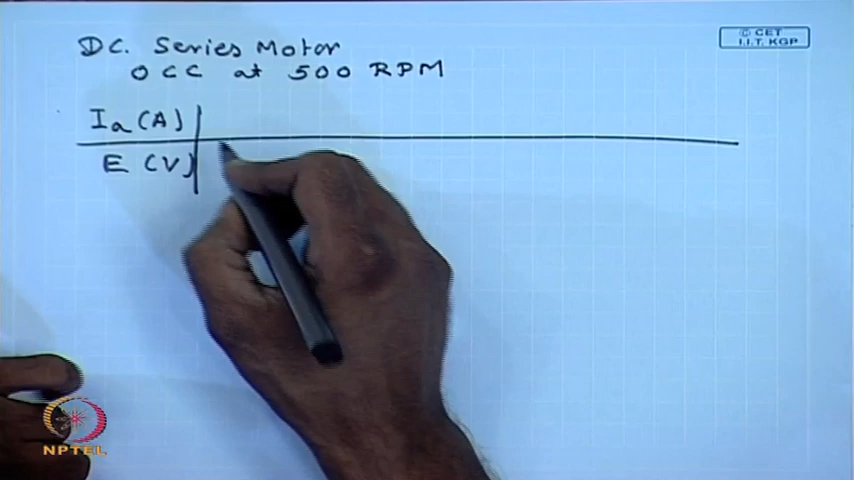 DC. Series Motor
OCC at 500 RPM
© CET
I.I.T. KGP
Ia (A)
E (V)
NPTEL